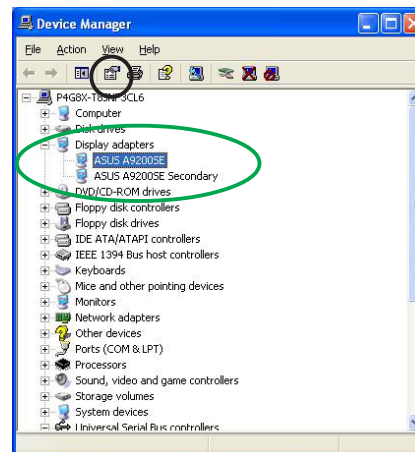 Device Manager
File Action View Help
P4G8X-T85NF3CL6
Computer
Disk drives
Display adapters
ASUS A9200SE
ASUS A9200SE Secondary
DVD/CD-ROM drives
Floppy disk controllers
Floppy disk drives
IDE ATA/ATAPI controllers
IEEE 1394 Bus host controllers
Keyboards
Mice and other pointing devices
Monitors
Network adapters
Other devices
Ports (COM & LPT)
Processors
Sound, video and game controllers
Storage volumes
System devices
Universal Serial Bus controllers